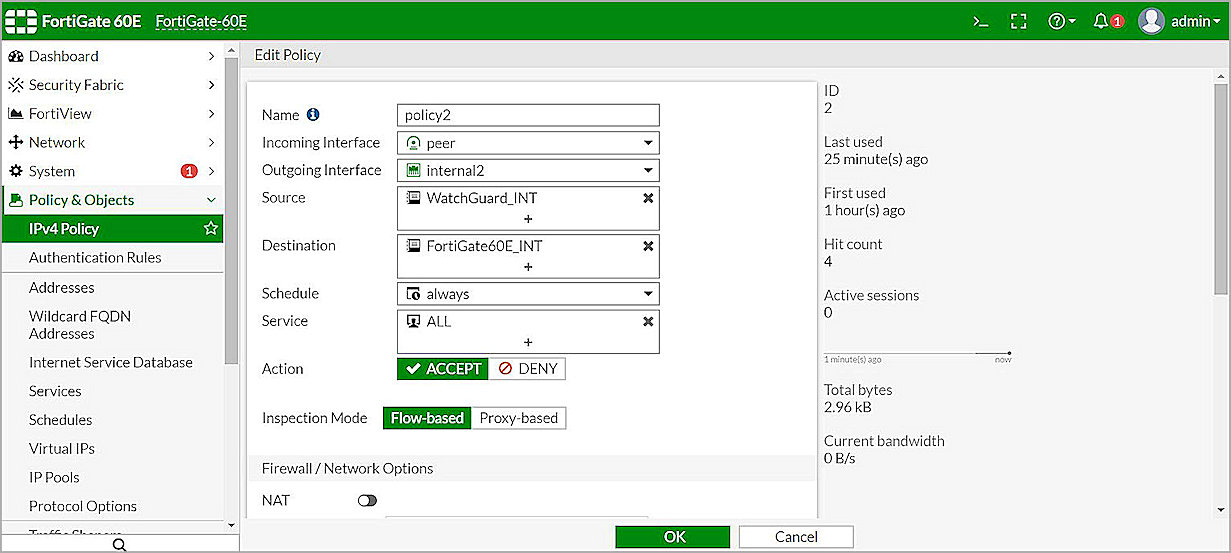 FortiGate 60E FortiGate-60E >_ 1 admin
Dashboard
Security Fabric
FortiView
Network
System 1
Policy & Objects
IPv4 Policy
Authentication Rules
Addresses
Wildcard FQDN
Addresses
Internet Service Database
Services
Schedules
Virtual IPs
IP Pools
Protocol Options
Traffic Shapers
Edit Policy
Name policy2
Incoming Interface peer
Outgoing Interface internal2
Source WatchGuard_INT
+
Destination FortiGate60E_INT
+
Schedule always
Service ALL
+
Action ACCEPT DENY
Inspection Mode Flow-based Proxy-based
Firewall / Network Options
NAT
OK Cancel
ID
2
Last used
25 minute(s) ago
First used
1 hour(s) ago
Hit count
4
Active sessions
0
1 minute(s) ago now
Total bytes
2.96 kB
Current bandwidth
0 B/s